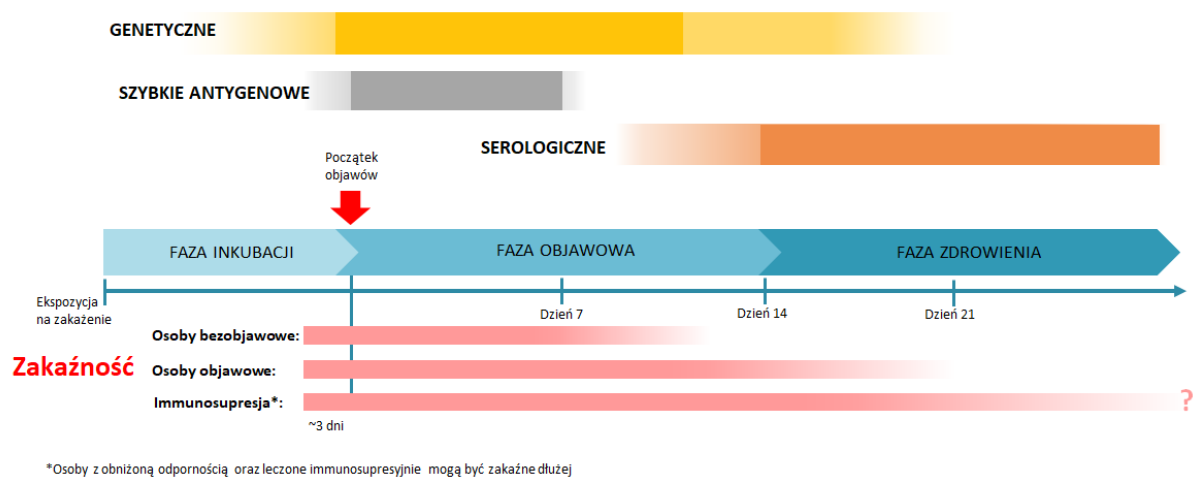 GENETYCZNE
SZYBKIE ANTYGENOWE
SEROLOGICZNE
Początek
objawów
FAZA INKUBACJI
FAZA OBJAWOWA
FAZA ZDROWIENIA
Ekspozycja
na zakażenie
Dzień 7
Dzień 14
Dzień 21
Zakaźność
Osoby bezobjawowe:
Osoby objawowe:
Immunosupresja*:
?
~3 dni
*Osoby z obniżoną odpornością oraz leczone immunosupresyjnie mogą być zakaźne dłużej